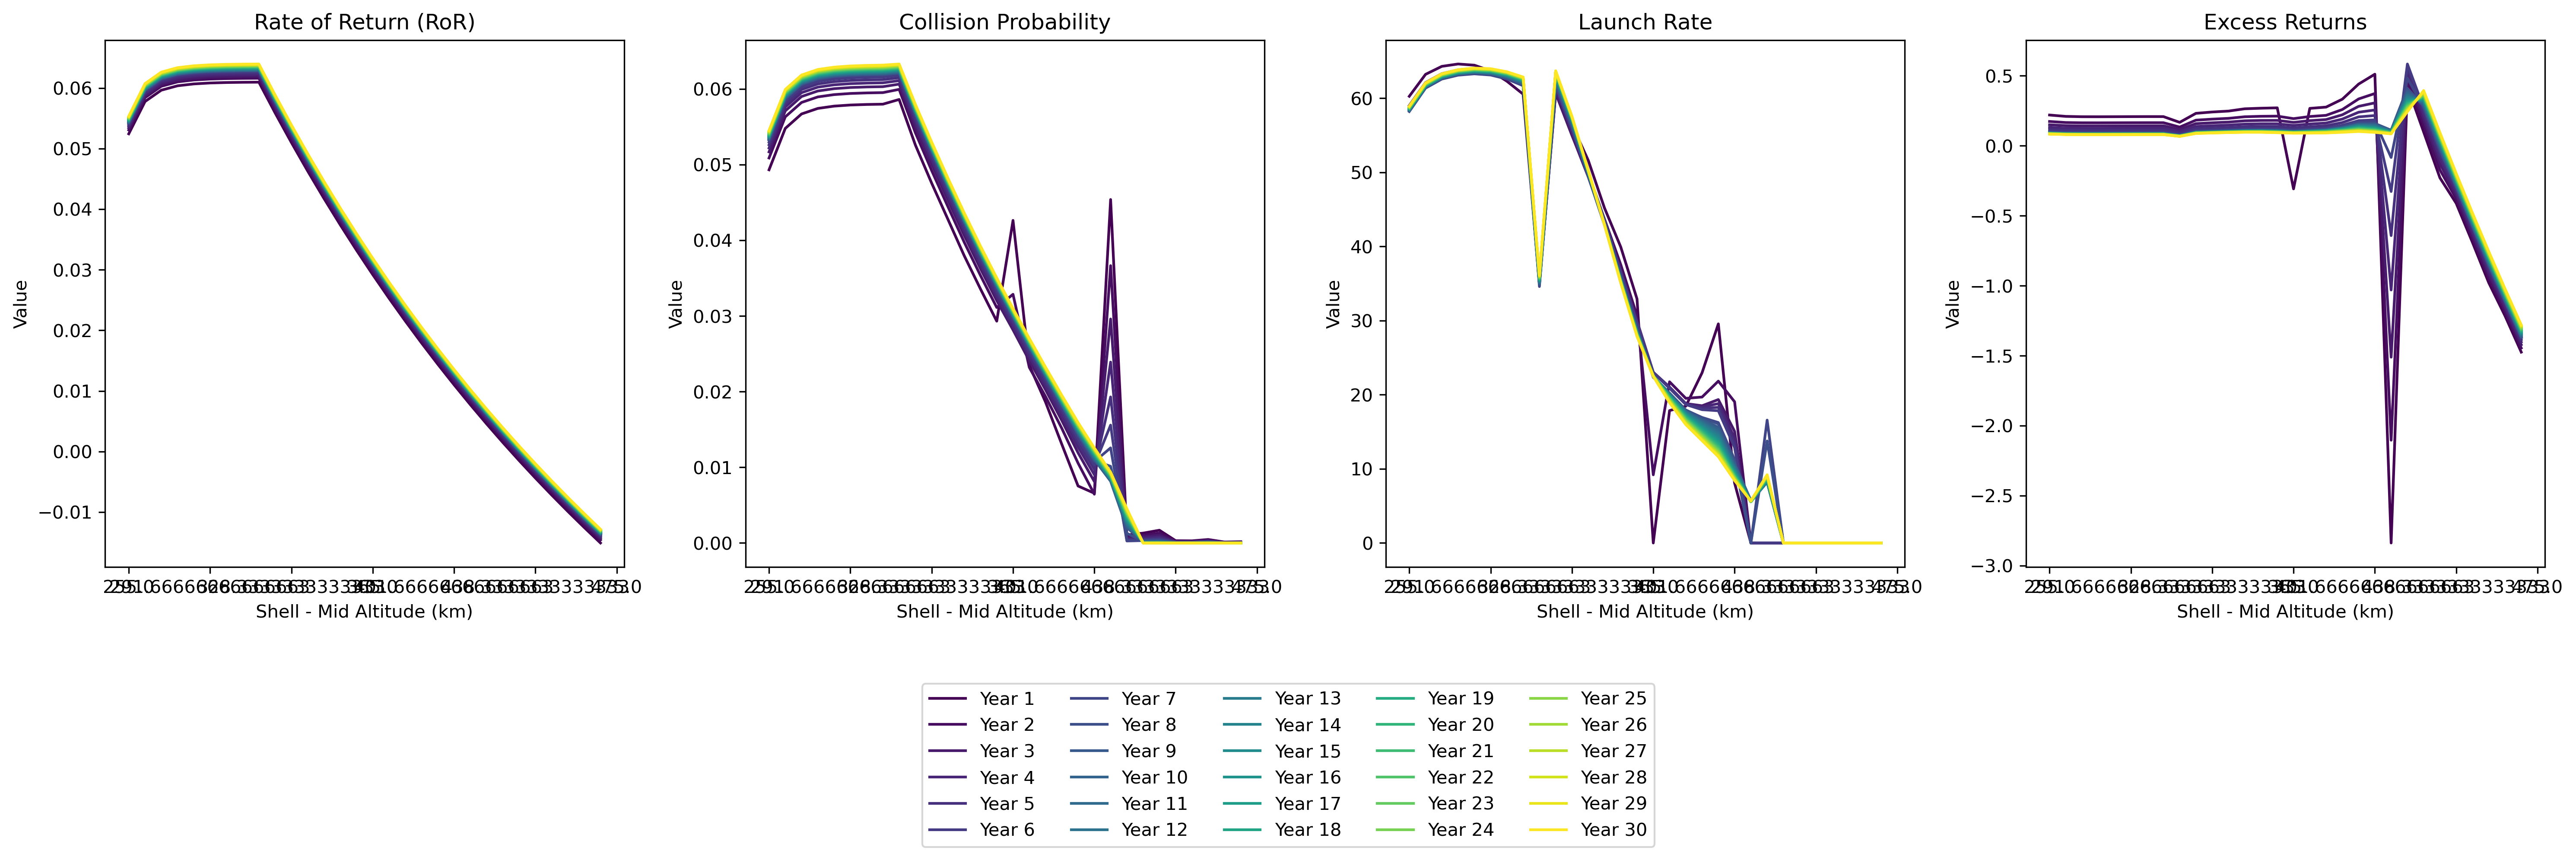 Rate of Return (RoR)
0.06
0.05
0.04
0.03
0.02
0.01
0.00
−0.01
Value
Shell - Mid Altitude (km)
Collision Probability
0.06
0.05
0.04
0.03
0.02
0.01
0.00
Value
Shell - Mid Altitude (km)
Launch Rate
60
50
40
30
20
10
0
Value
Shell - Mid Altitude (km)
Excess Returns
0.5
0.0
−0.5
−1.0
−1.5
−2.0
−2.5
−3.0
Value
Shell - Mid Altitude (km)
Year 1
Year 2
Year 3
Year 4
Year 5
Year 6
Year 7
Year 8
Year 9
Year 10
Year 11
Year 12
Year 13
Year 14
Year 15
Year 16
Year 17
Year 18
Year 19
Year 20
Year 21
Year 22
Year 23
Year 24
Year 25
Year 26
Year 27
Year 28
Year 29
Year 30